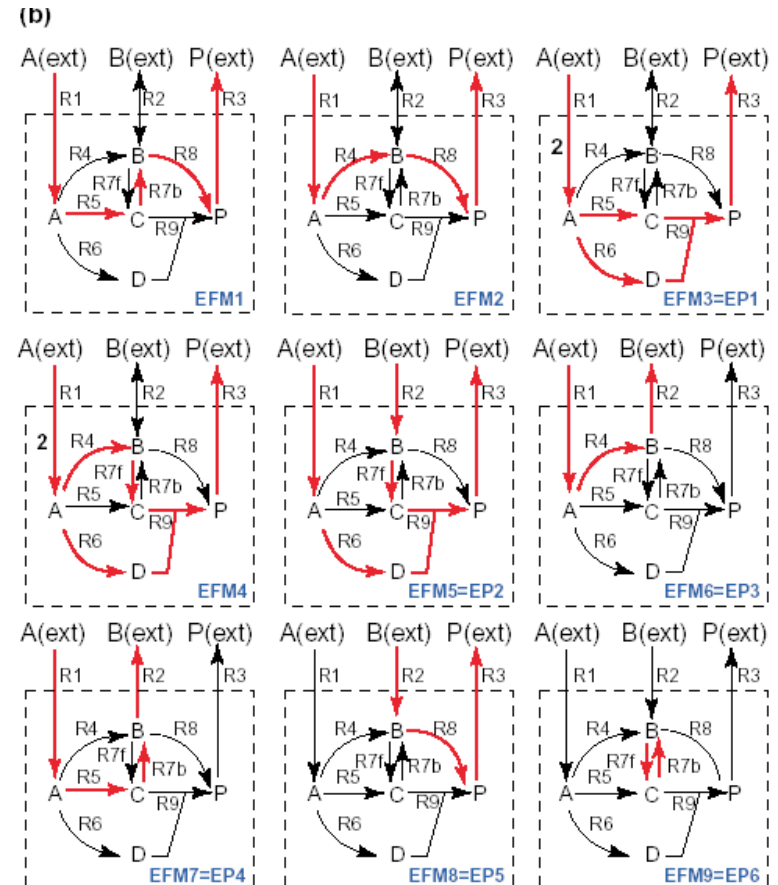 (b)
A(ext) B(ext) P(ext) A(ext) B(ext) P(ext) A(ext) B(ext) P(ext)
R1 R2 R3 R1 R2 R3 R1 R2 R3
2
R4 B R8 R4 B R8 R4 B R8
R7f R7b R7f R7b R7f R7b
A R5 C P A R5 C P A R5 C P
R9 R9 R9
R6 R6 R6
D D D
EFM1 EFM2 EFM3=EP1
A(ext) B(ext) P(ext) A(ext) B(ext) P(ext) A(ext) B(ext) P(ext)
R1 R2 R3 R1 R2 R3 R1 R2 R3
2 R4 B R8 R4 B R8 R4 B R8
R7f R7b R7f R7b R7f R7b
A R5 C P A R5 C P A R5 C P
R9 R9 R9
R6 R6 R6
D D D
EFM4 EFM5=EP2 EFM6=EP3
A(ext) B(ext) P(ext) A(ext) B(ext) P(ext) A(ext) B(ext) P(ext)
R1 R2 R3 R1 R2 R3 R1 R2 R3
R4 B R8 R4 B R8 R4 B R8
R7f R7b R7f R7b R7f R7b
A R5 C P A R5 C P A R5 C P
R9 R9 R9
R6 R6 R6
D D D
EFM7=EP4 EFM8=EP5 EFM9=EP6